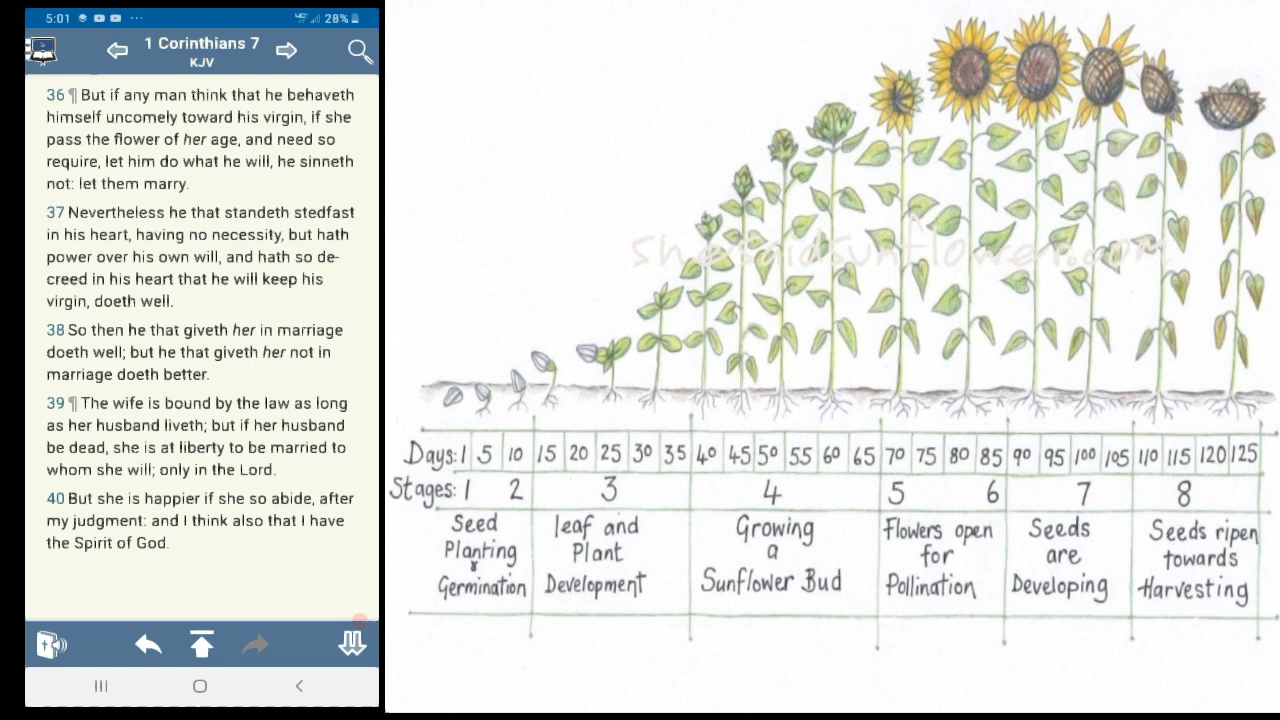 5:01
28%
1 Corinthians 7
KJV
36 ¶ But if any man think that he behaveth
himself uncomely toward his virgin, if she
pass the flower of her age, and need so
require, let him do what he will, he sinneth
not: let them marry.
37 Nevertheless he that standeth stedfast
in his heart, having no necessity, but hath
power over his own will, and hath so de-
creed in his heart that he will keep his
virgin, doeth well.
38 So then he that giveth her in marriage
doeth well; but he that giveth her not in
marriage doeth better.
39 ¶ The wife is bound by the law as long
as her husband liveth; but if her husband
be dead, she is at liberty to be married to
whom she will; only in the Lord.
40 But she is happier if she so abide, after
my judgment: and I think also that I have
the Spirit of God.
shesaidsunflower.com
Days: 1 5 10 15 20 25 30 35 40 45 50 55 60 65 70 75 80 85 90 95 100 105 110 115 120 125
Stages: 1 2 3 4 5 6 7 8
Seed
Planting
&
Germination
leaf and
Plant
Development
Growing
a
Sunflower Bud
Flowers open
for
Pollination
Seeds
are
Developing
Seeds ripen
towards
Harvesting